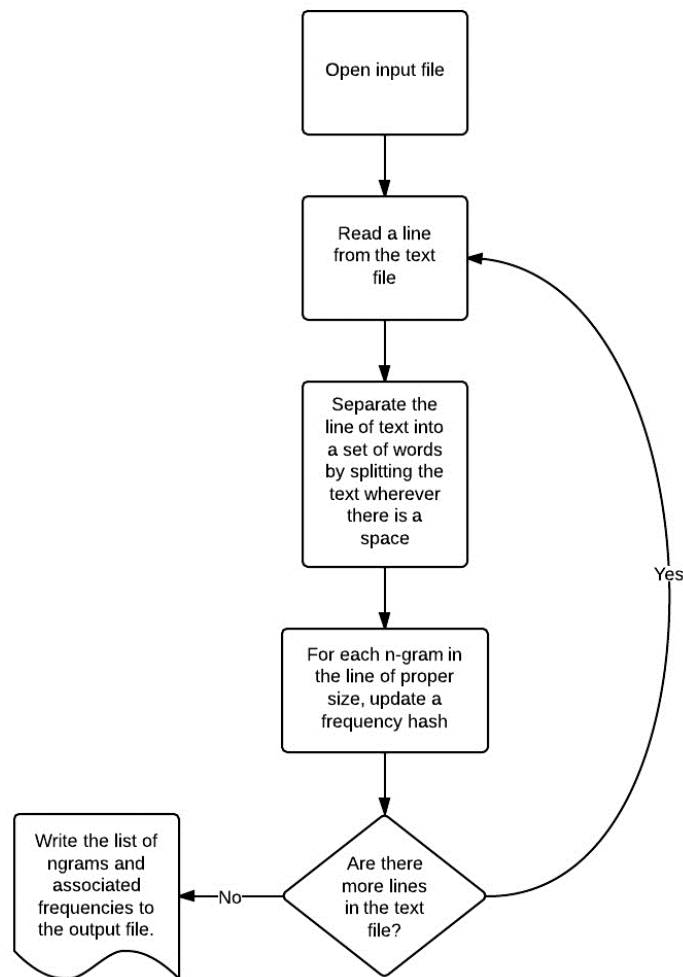 Open input file
Read a line
from the text
file
Separate the
line of text into
a set of words
by splitting the
text wherever
there is a
space
Yes
For each n-gram in
the line of proper
size, update a
frequency hash
Are there
more lines
in the text
file?
No
Write the list of
ngrams and
associated
frequencies to
the output file.